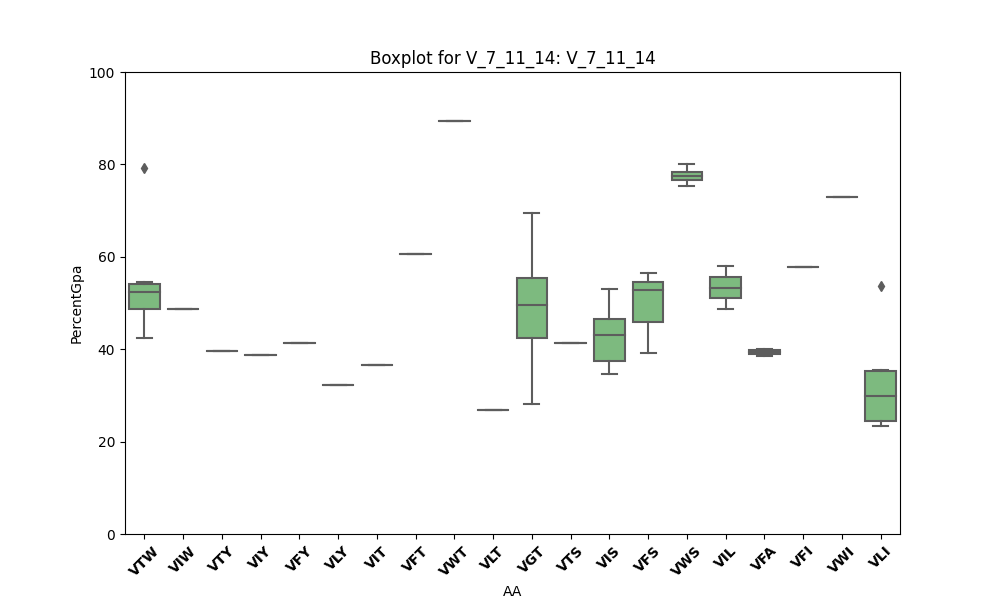 Boxplot for V_7_11_14: V_7_11_14
PercentGpa
100
80
60
40
20
0
VTW VIW VTY VIY VFY VLY VIT VFT VWT VLT VGT VTS VIS VFS VWS VIL VFA VFI VWI VLI
AA